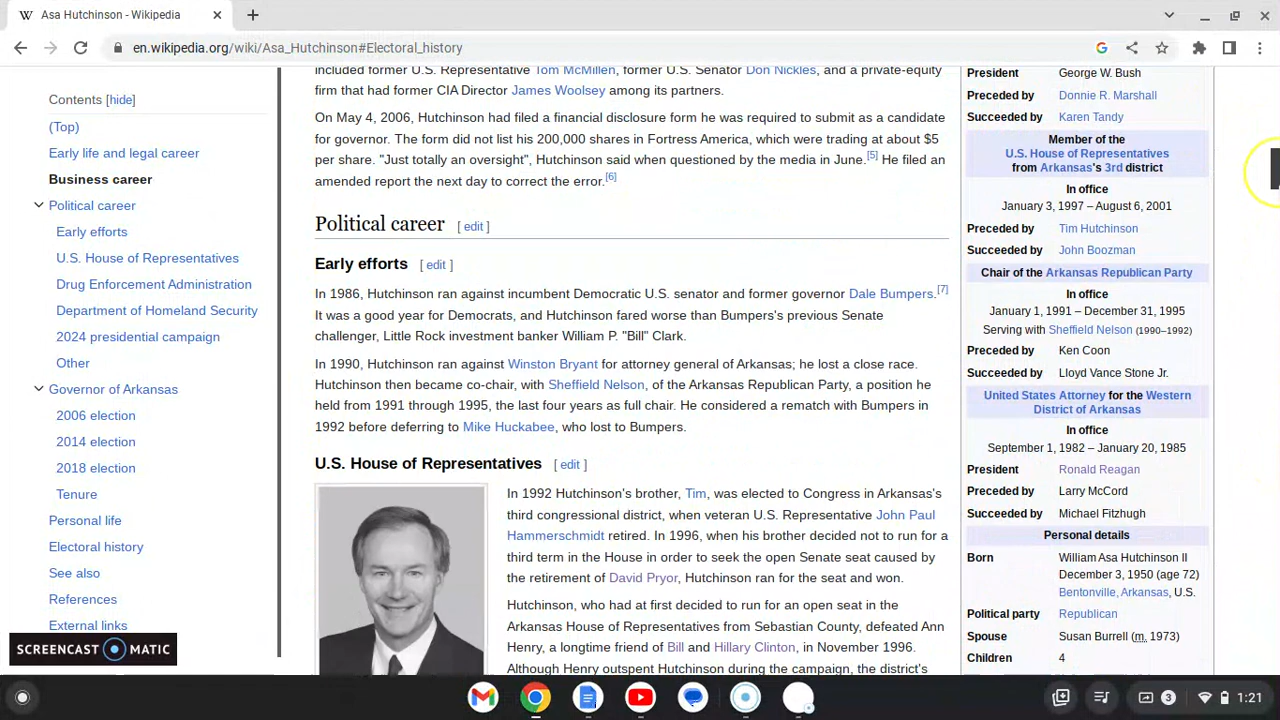 Asa Hutchinson - Wikipedia
en.wikipedia.org/wiki/Asa_Hutchinson#Electoral_history
Contents [hide]
(Top)
Early life and legal career
Business career
Political career
Early efforts
U.S. House of Representatives
Drug Enforcement Administration
Department of Homeland Security
2024 presidential campaign
Other
Governor of Arkansas
2006 election
2014 election
2018 election
Tenure
Personal life
Electoral history
See also
References
External links
SCREENCAST MATIC
included former U.S. Representative Tom McMillen, former U.S. Senator Don Nickles, and a private-equity
firm that had former CIA Director James Woolsey among its partners.
On May 4, 2006, Hutchinson had filed a financial disclosure form he was required to submit as a candidate
for governor. The form did not list his 200,000 shares in Fortress America, which were trading at about $5
per share. "Just totally an oversight", Hutchinson said when questioned by the media in June.[5] He filed an
amended report the next day to correct the error.[6]
Political career [ edit ]
Early efforts [ edit ]
In 1986, Hutchinson ran against incumbent Democratic U.S. senator and former governor Dale Bumpers.[7]
It was a good year for Democrats, and Hutchinson fared worse than Bumpers's previous Senate
challenger, Little Rock investment banker William P. "Bill" Clark.
In 1990, Hutchinson ran against Winston Bryant for attorney general of Arkansas; he lost a close race.
Hutchinson then became co-chair, with Sheffield Nelson, of the Arkansas Republican Party, a position he
held from 1991 through 1995, the last four years as full chair. He considered a rematch with Bumpers in
1992 before deferring to Mike Huckabee, who lost to Bumpers.
U.S. House of Representatives [ edit ]
In 1992 Hutchinson's brother, Tim, was elected to Congress in Arkansas's
third congressional district, when veteran U.S. Representative John Paul
Hammerschmidt retired. In 1996, when his brother decided not to run for a
third term in the House in order to seek the open Senate seat caused by
the retirement of David Pryor, Hutchinson ran for the seat and won.
Hutchinson, who had at first decided to run for an open seat in the
Arkansas House of Representatives from Sebastian County, defeated Ann
Henry, a longtime friend of Bill and Hillary Clinton, in November 1996.
Although Henry outspent Hutchinson during the campaign, the district's
President George W. Bush
Preceded by Donnie R. Marshall
Succeeded by Karen Tandy
Member of the
U.S. House of Representatives
from Arkansas's 3rd district
In office
January 3, 1997 – August 6, 2001
Preceded by Tim Hutchinson
Succeeded by John Boozman
Chair of the Arkansas Republican Party
In office
January 1, 1991 – December 31, 1995
Serving with Sheffield Nelson (1990–1992)
Preceded by Ken Coon
Succeeded by Lloyd Vance Stone Jr.
United States Attorney for the Western
District of Arkansas
In office
September 1, 1982 – January 20, 1985
President Ronald Reagan
Preceded by Larry McCord
Succeeded by Michael Fitzhugh
Personal details
Born William Asa Hutchinson II
December 3, 1950 (age 72)
Bentonville, Arkansas, U.S.
Political party Republican
Spouse Susan Burrell (m. 1973)
Children 4
3 1:21